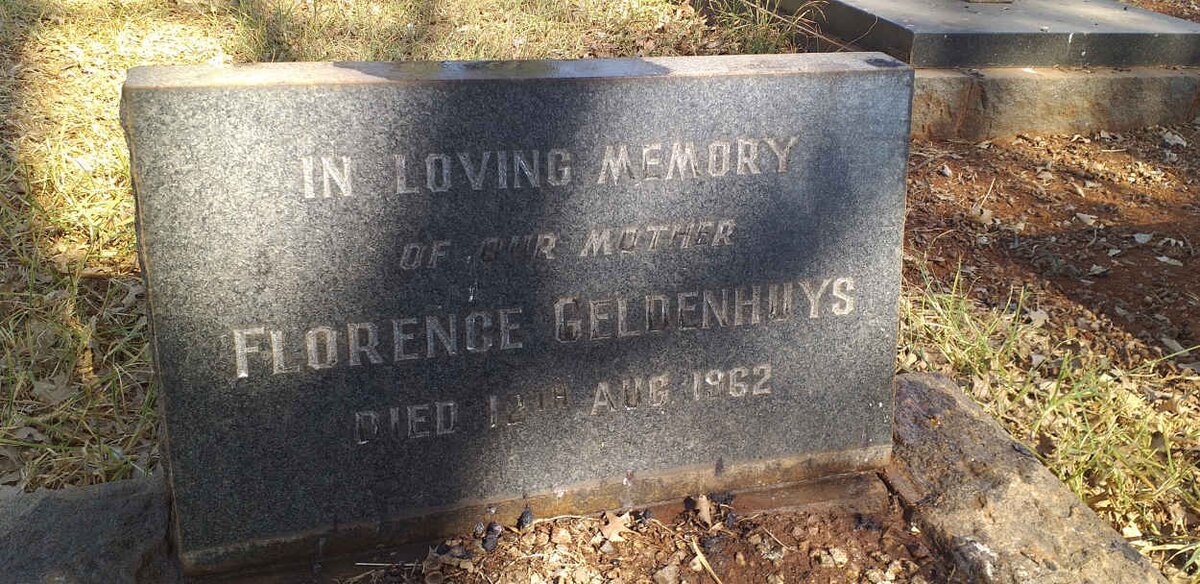 IN LOVING MEMORY
OF OUR MOTHER
FLORENCE GELDENHUYS
DIED 12TH AUG 1962